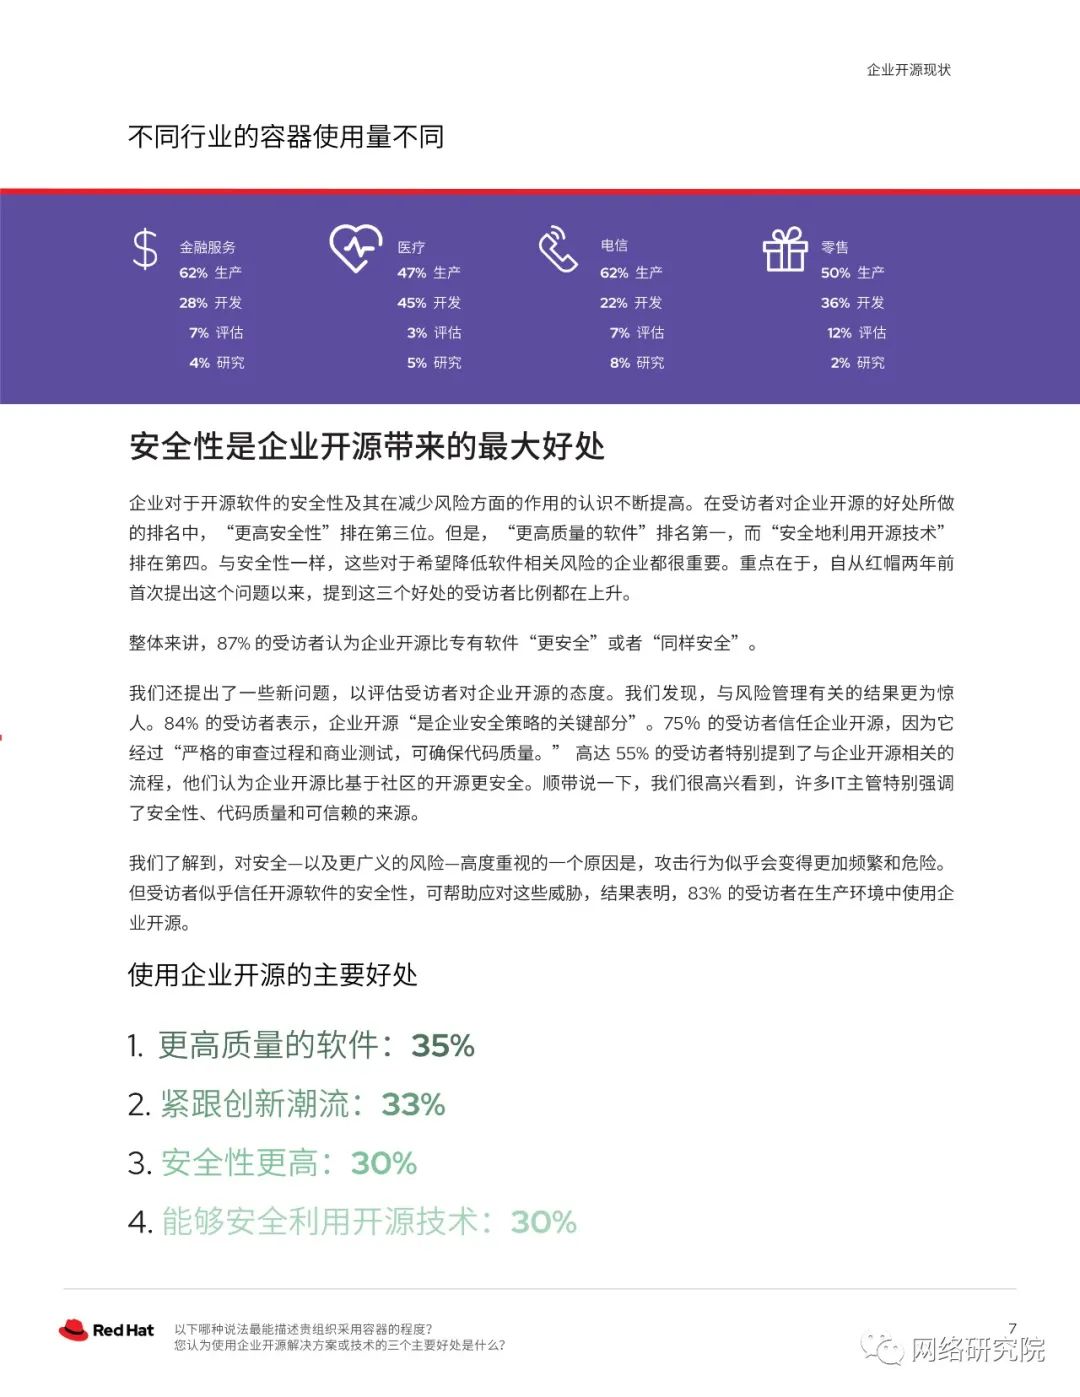 企业开源现状
不同行业的容器使用量不同
金融服务
62% 生产
28% 开发
7% 评估
4% 研究
医疗
47% 生产
45% 开发
3% 评估
5% 研究
电信
62% 生产
22% 开发
7% 评估
8% 研究
零售
50% 生产
36% 开发
12% 评估
2% 研究
安全性是企业开源带来的最大好处
企业对于开源软件的安全性及其在减少风险方面的作用的认识不断提高。在受访者对企业开源的好处所做
的排名中，“更高安全性”排在第三位。但是，“更高质量的软件”排名第一，而“安全地利用开源技术”
排在第四。与安全性一样，这些对于希望降低软件相关风险的企业都很重要。重点在于，自从红帽两年前
首次提出这个问题以来，提到这三个好处的受访者比例都在上升。
整体来讲，87% 的受访者认为企业开源比专有软件“更安全”或者“同样安全”。
我们还提出了一些新问题，以评估受访者对企业开源的态度。我们发现，与风险管理有关的结果更为惊
人。84% 的受访者表示，企业开源“是企业安全策略的关键部分”。75% 的受访者信任企业开源，因为它
经过“严格的审查过程和商业测试，可确保代码质量。” 高达 55% 的受访者特别提到了与企业开源相关的
流程，他们认为企业开源比基于社区的开源更安全。顺带说一下，我们很高兴看到，许多IT主管特别强调
了安全性、代码质量和可信赖的来源。
我们了解到，对安全—以及更广义的风险—高度重视的一个原因是，攻击行为似乎会变得更加频繁和危险。
但受访者似乎信任开源软件的安全性，可帮助应对这些威胁，结果表明，83% 的受访者在生产环境中使用企
业开源。
使用企业开源的主要好处
1. 更高质量的软件：35%
2. 紧跟创新潮流：33%
3. 安全性更高：30%
4. 能够安全利用开源技术：30%
Red Hat
以下哪种说法最能描述贵组织采用容器的程度？
您认为使用企业开源解决方案或技术的三个主要好处是什么？
7
网络研究院